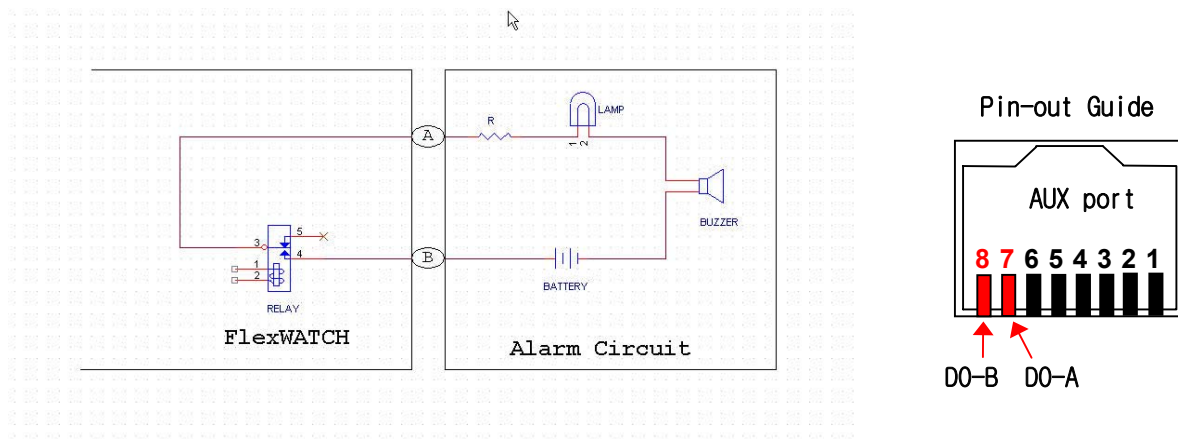 A
R
1
2
LAMP
BUZZER
3
5
4
1
2
RELAY
FlexWATCH
B
BATTERY
Alarm Circuit
Pin-out Guide
AUX port
8 7 6 5 4 3 2 1
DO-B DO-A